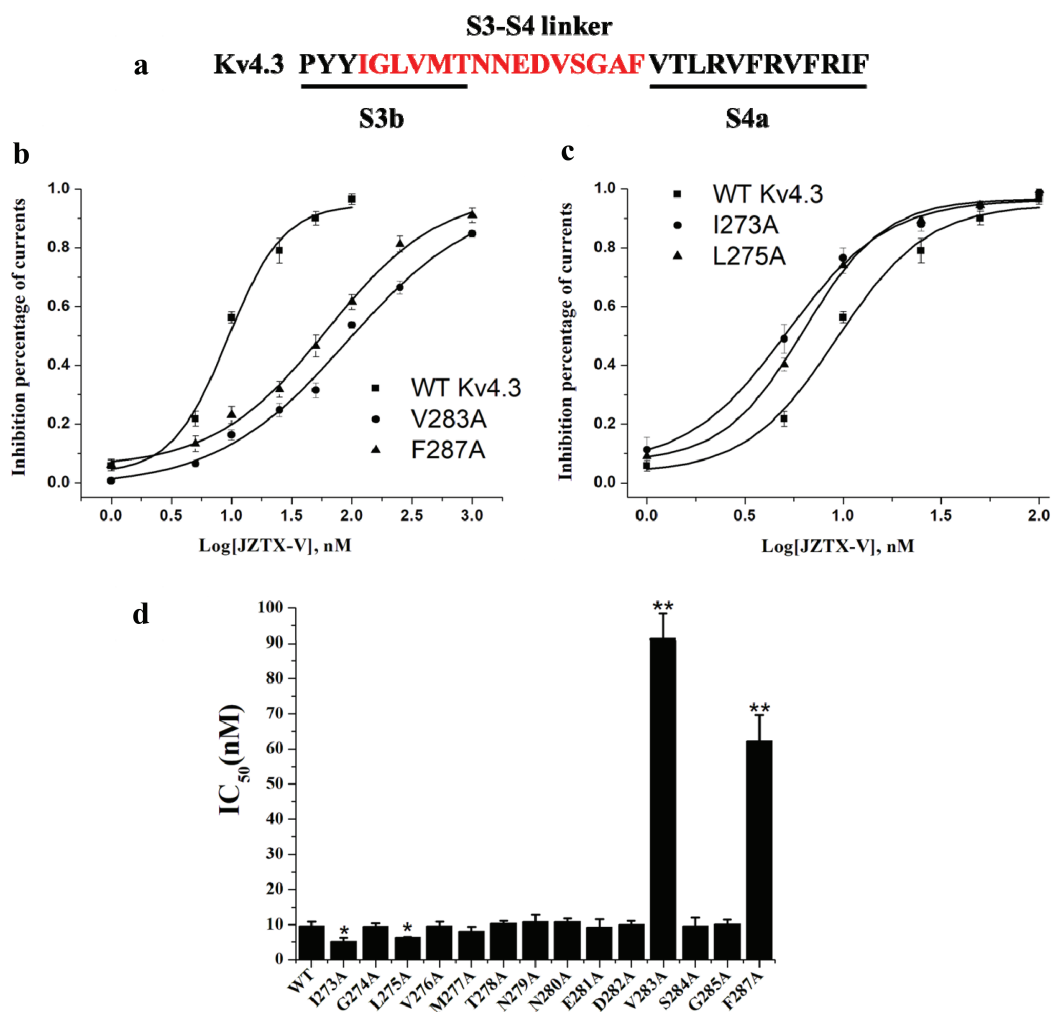 S3-S4 linker
a Kv4.3 PYYIGLVMTNNEDVSGAFVTLRVFRVFRIF
S3b S4a
b
Inhibition percentage of currents
1.0
0.8
0.6
0.4
0.2
0.0
WT Kv4.3
V283A
F287A
0.0 0.5 1.0 1.5 2.0 2.5 3.0
Log[JZTX-V], nM
c
Inhibition percentage of currents
1.0
0.8
0.6
0.4
0.2
0.0
WT Kv4.3
I273A
L275A
0.0 0.5 1.0 1.5 2.0
Log[JZTX-V], nM
d
IC50(nM)
100
90
80
70
60
50
40
30
20
10
0
* * ** **
WT I273A G274A L275A V276A M277A T278A N279A N280A E281A D282A V283A S284A G285A F287A